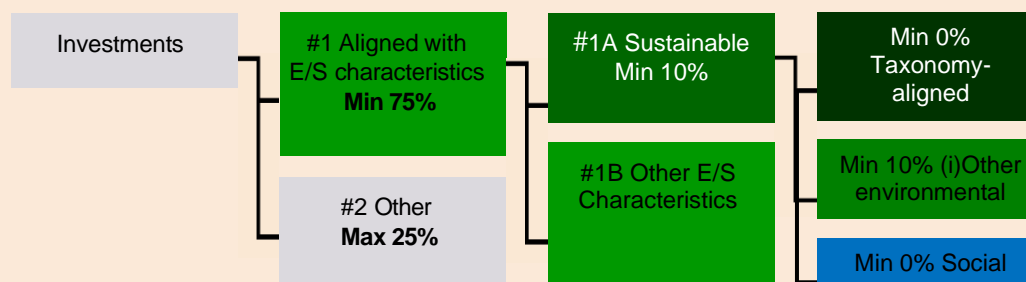 Investments
#1 Aligned with
E/S characteristics
Min 75%
#2 Other
Max 25%
#1A Sustainable
Min 10%
#1B Other E/S
Characteristics
Min 0%
Taxonomy-
aligned
Min 10% (i)Other
environmental
Min 0% Social